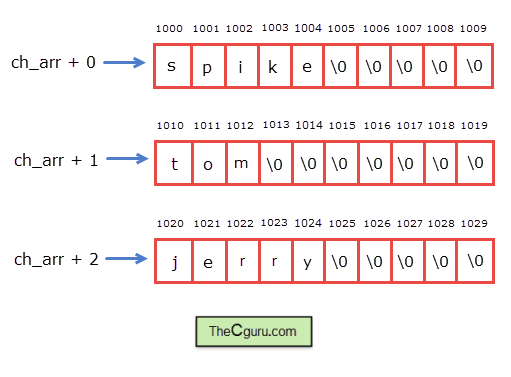 1000 1001 1002 1003 1004 1005 1006 1007 1008 1009
ch_arr + 0 s p i k e \0 \0 \0 \0 \0
1010 1011 1012 1013 1014 1015 1016 1017 1018 1019
ch_arr + 1 t o m \0 \0 \0 \0 \0 \0 \0
1020 1021 1022 1023 1024 1025 1026 1027 1028 1029
ch_arr + 2 j e r r y \0 \0 \0 \0 \0
TheCguru.com